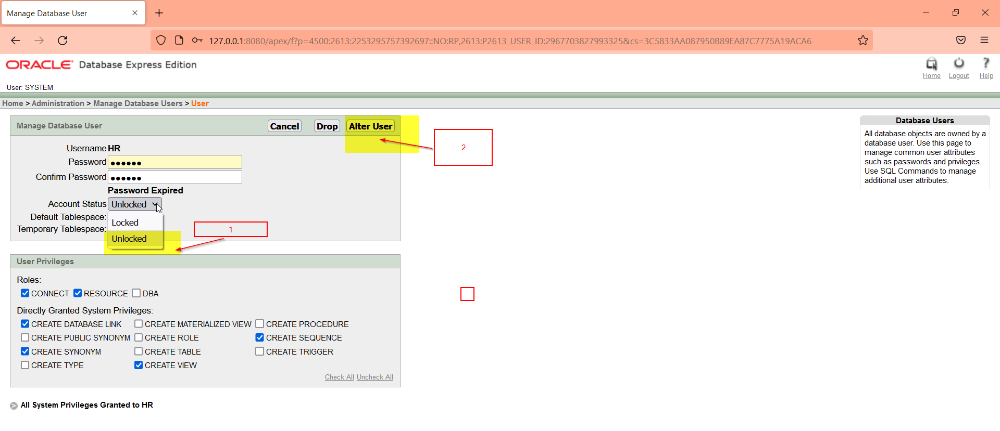 Manage Database User
127.0.0.1:8080/apex/f?p=4500:2613:2253295757392697::NO:RP,2613:P2613_USER_ID:2967703827993325&cs=3C5833AA087950B89EA87C7775A19ACA6
ORACLE Database Express Edition
Home Logout Help
User: SYSTEM
Home > Administration > Manage Database Users > User
Manage Database User
Cancel Drop Alter User
2
Username HR
Password ●●●●●●
Confirm Password ●●●●●●
Password Expired
Account Status Unlocked
Default Tablespace:
Locked
Temporary Tablespace:
Unlocked
1
User Privileges
Roles:
CONNECT RESOURCE DBA
Directly Granted System Privileges:
CREATE DATABASE LINK CREATE MATERIALIZED VIEW CREATE PROCEDURE
CREATE PUBLIC SYNONYM CREATE ROLE CREATE SEQUENCE
CREATE SYNONYM CREATE TABLE CREATE TRIGGER
CREATE TYPE CREATE VIEW
Check All Uncheck All
All System Privileges Granted to HR
Database Users
All database objects are owned by a
database user. Use this page to
manage common user attributes
such as passwords and privileges.
Use SQL Commands to manage
additional user attributes.